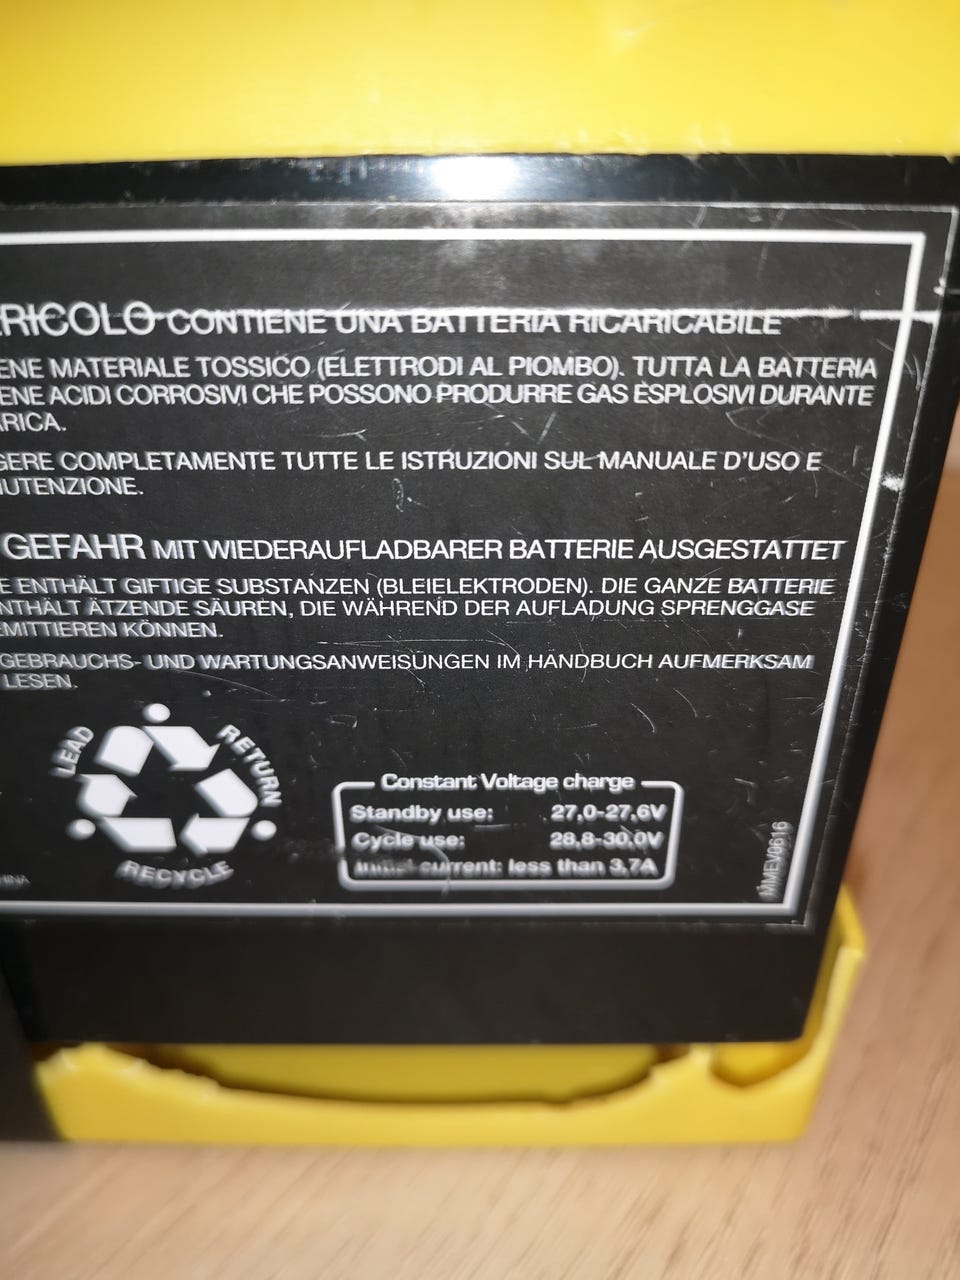 RICOLO CONTIENE UNA BATTERIA RICARICABILE
ENE MATERIALE TOSSICO (ELETTRODI AL PIOMBO). TUTTA LA BATTERIA
ENE ACIDI CORROSIVI CHE POSSONO PRODURRE GAS ESPLOSIVI DURANTE
RICA.
GERE COMPLETAMENTE TUTTE LE ISTRUZIONI SUL MANUALE D'USO E
UTENZIONE.
GEFAHR MIT WIEDERAUFLADBARER BATTERIE AUSGESTATTET
E ENTHÄLT GIFTIGE SUBSTANZEN (BLEIELEKTRODEN). DIE GANZE BATTERIE
NTHÄLT ÄTZENDE SÄUREN, DIE WÄHREND DER AUFLADUNG SPRENGGASE
EMITTIEREN KÖNNEN.
GEBRAUCHS- UND WARTUNGSANWEISUNGEN IM HANDBUCH AUFMERKSAM
LESEN.
LEAD
RETURN
RECYCLE
Constant Voltage charge
Standby use: 27,0-27,6V
Cycle use: 28,8-30,0V
Initial current: less than 3,7A
MMEV0616
HINA